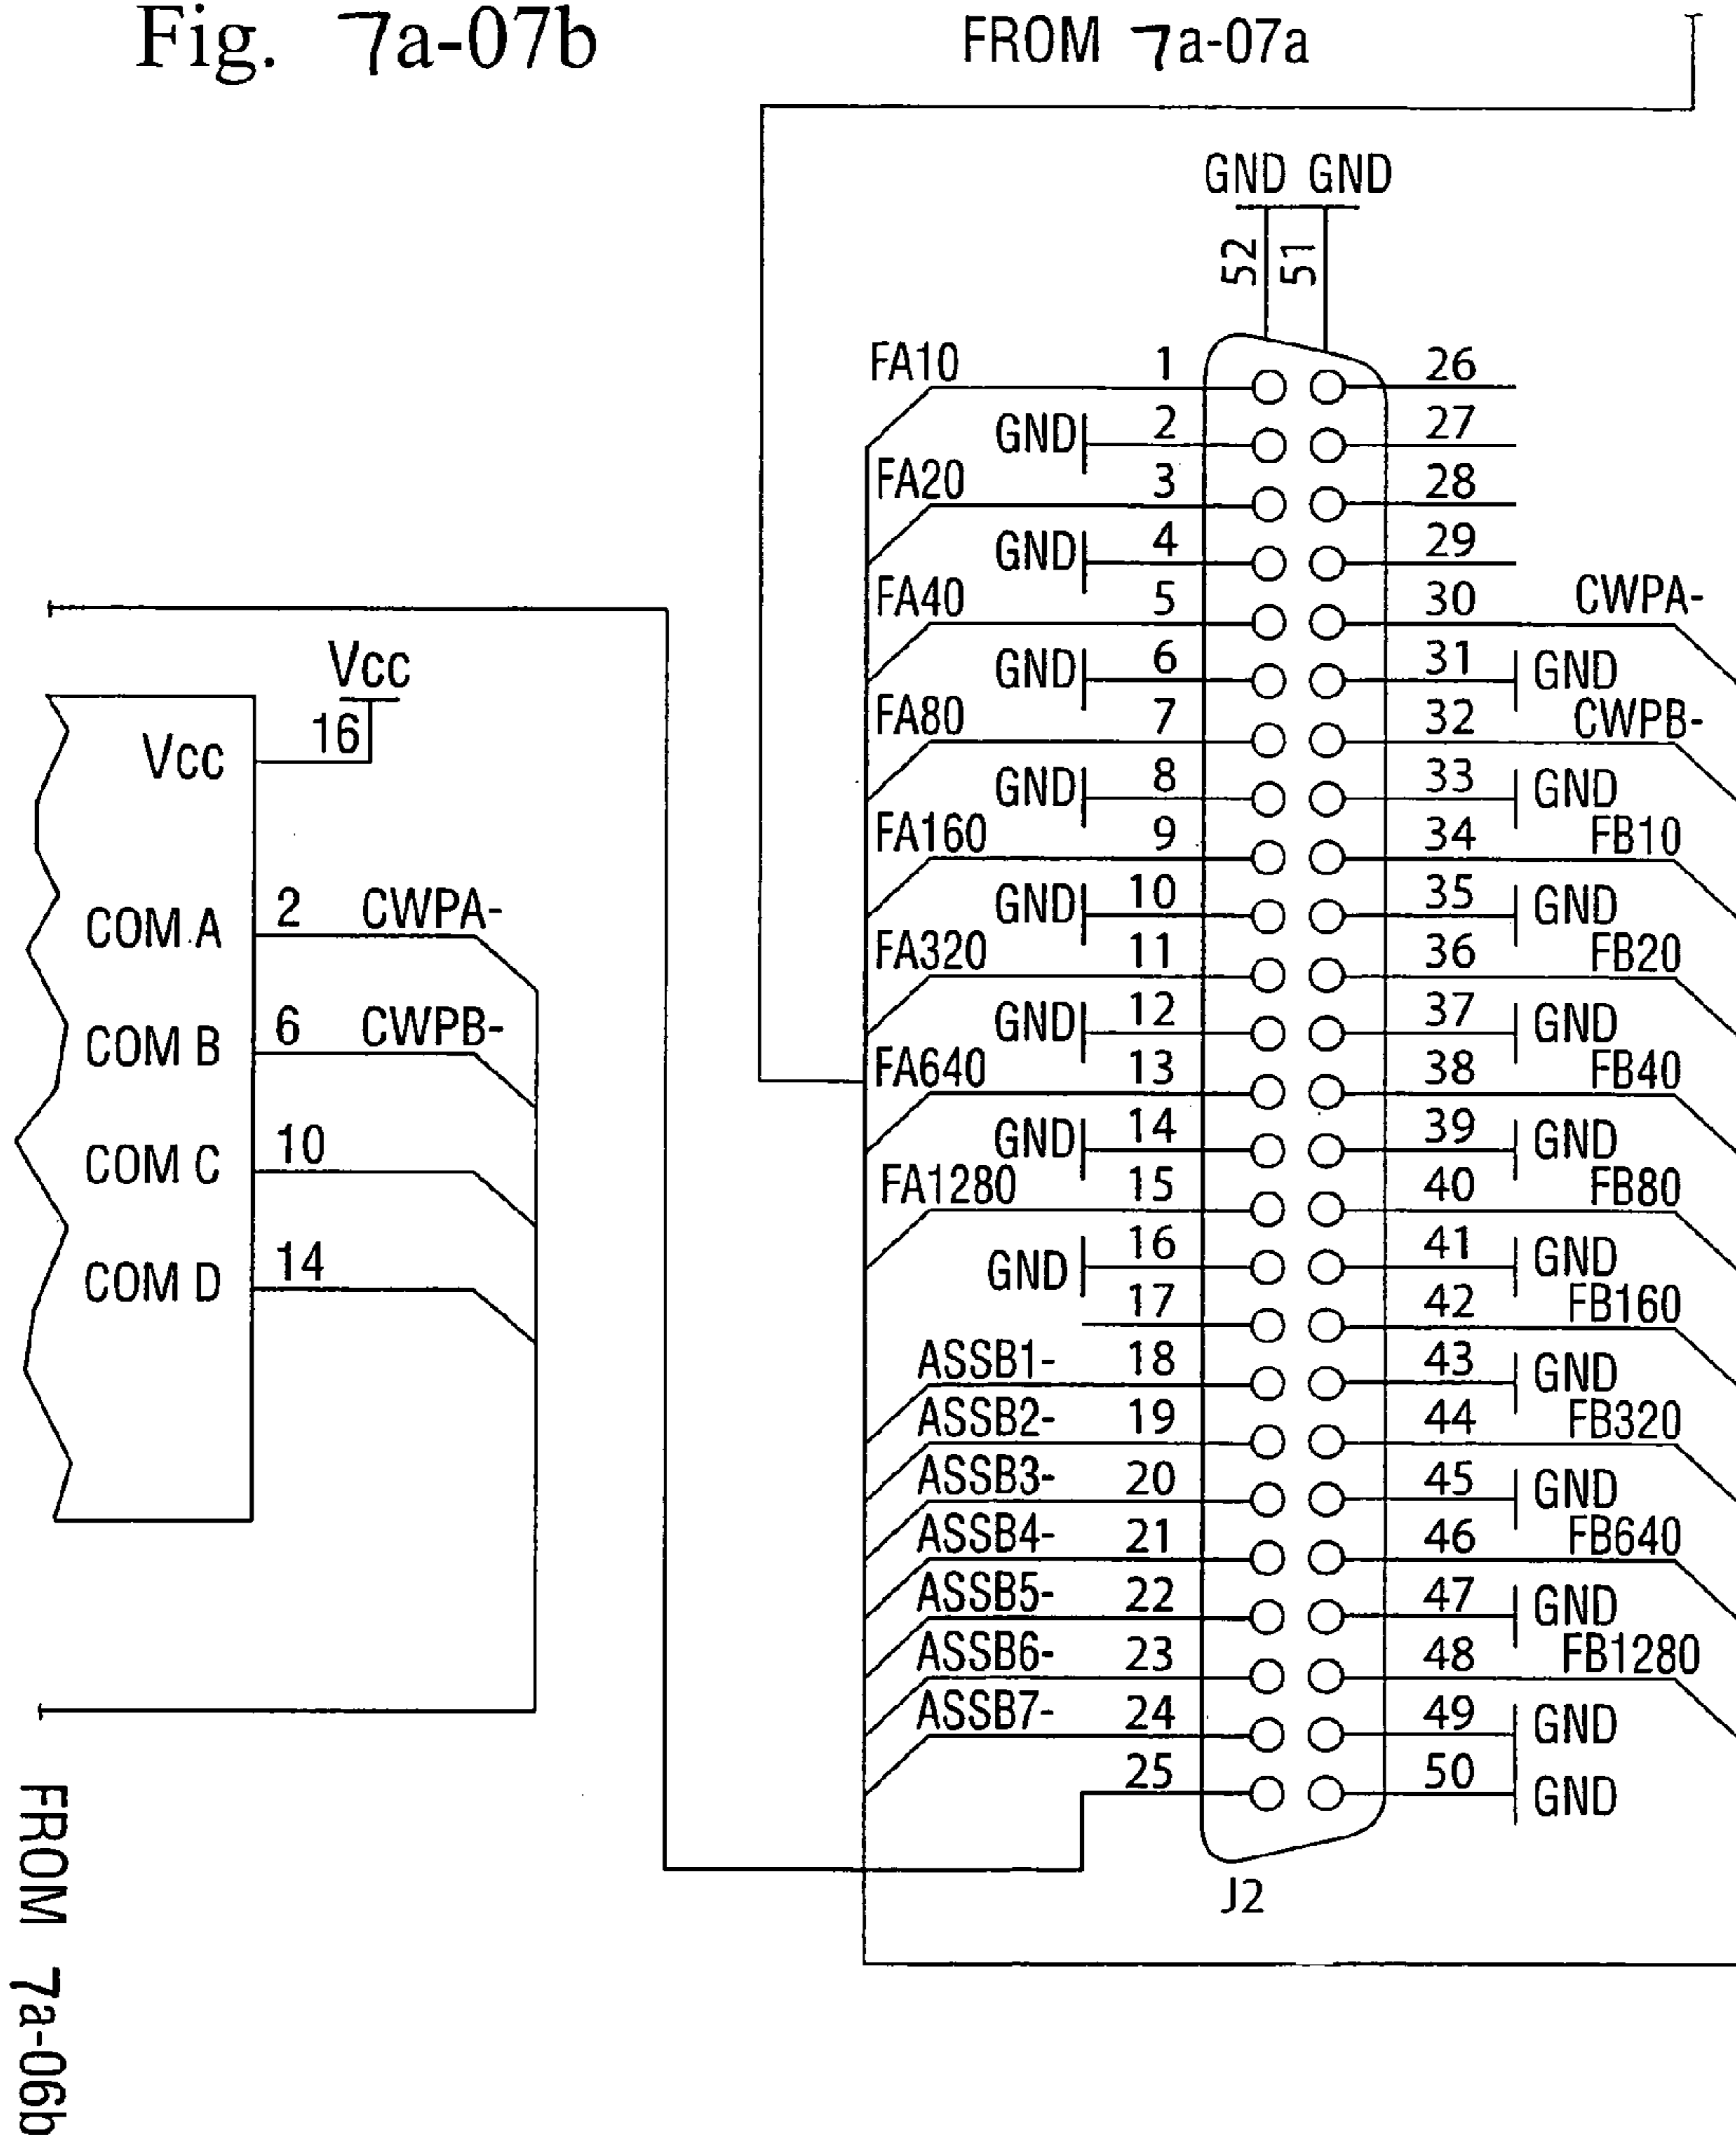 Fig. 7a-07b
FROM 7a-07a
GND GND
52 51
FA10 1 26
GND 2 27
FA20 3 28
GND 4 29
FA40 5 30 CWPA-
GND 6 31 GND
FA80 7 32 CWPB-
GND 8 33 GND
FA160 9 34 FB10
GND 10 35 GND
FA320 11 36 FB20
GND 12 37 GND
FA640 13 38 FB40
GND 14 39 GND
FA1280 15 40 FB80
GND 16 41 GND
17 42 FB160
ASSB1- 18 43 GND
ASSB2- 19 44 FB320
ASSB3- 20 45 GND
ASSB4- 21 46 FB640
ASSB5- 22 47 GND
ASSB6- 23 48 FB1280
ASSB7- 24 49 GND
25 50 GND
J2
Vcc
Vcc 16
COM A 2 CWPA-
COM B 6 CWPB-
COM C 10
COM D 14
FROM 7a-06b